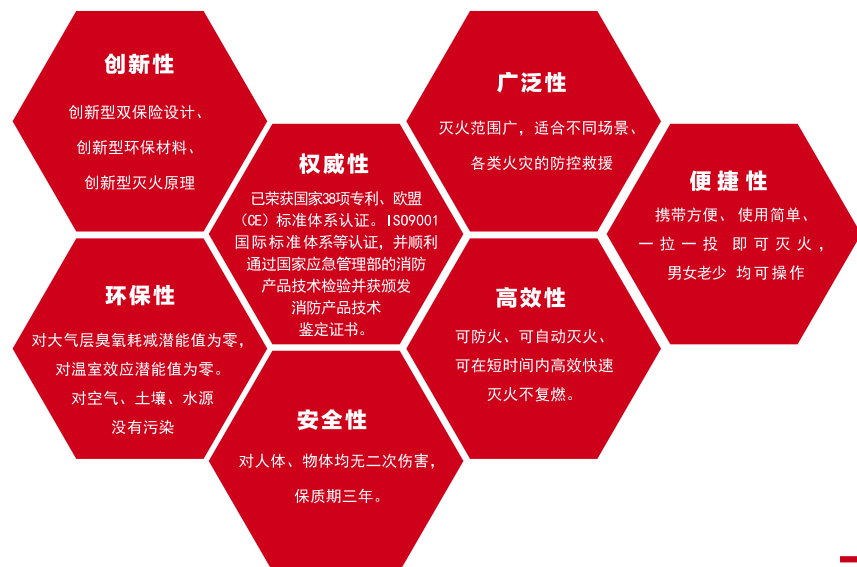 创新性
创新型双保险设计、
创新型环保材料、
创新型灭火原理
权威性
已荣获国家38项专利、欧盟
（CE）标准体系认证。ISO9001
国际标准体系等认证，并顺利
通过国家应急管理部的消防
产品技术检验并获颁发
消防产品技术
鉴定证书。
广泛性
灭火范围广，适合不同场景、
各类火灾的防控救援
便捷性
携带方便、使用简单、
一拉一投 即可灭火，
男女老少 均可操作
环保性
对大气层臭氧耗减潜能值为零，
对温室效应潜能值为零。
对空气、土壤、水源
没有污染
高效性
可防火、可自动灭火、
可在短时间内高效快速
灭火不复燃。
安全性
对人体、物体均无二次伤害，
保质期三年。